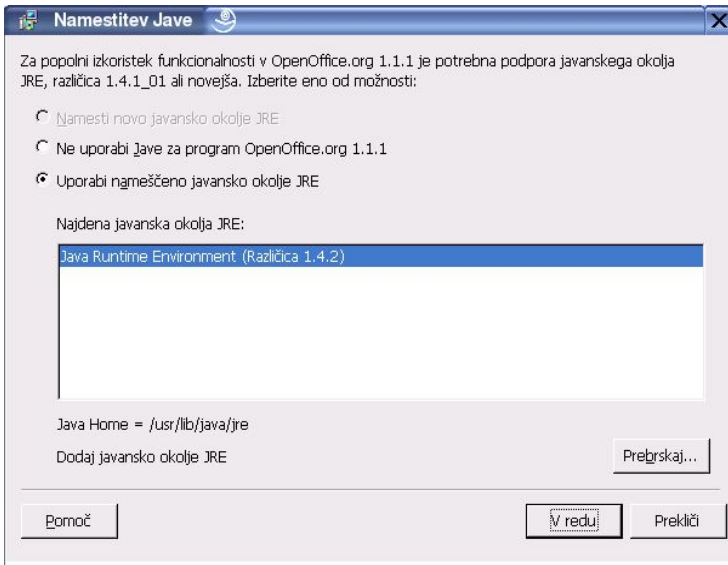 Namestitev Jave
Za popolni izkoristek funkcionalnosti v OpenOffice.org 1.1.1 je potrebna podpora javanskega okolja
JRE, različica 1.4.1_01 ali novejša. Izberite eno od možnosti:
Namesti novo javansko okolje JRE
Ne uporabi Jave za program OpenOffice.org 1.1.1
Uporabi nameščeno javansko okolje JRE
Najdena javanska okolja JRE:
Java Runtime Environment (Različica 1.4.2)
Java Home = /usr/lib/java/jre
Dodaj javansko okolje JRE
Prebrskaj...
Pomoč
V redu
Prekliči